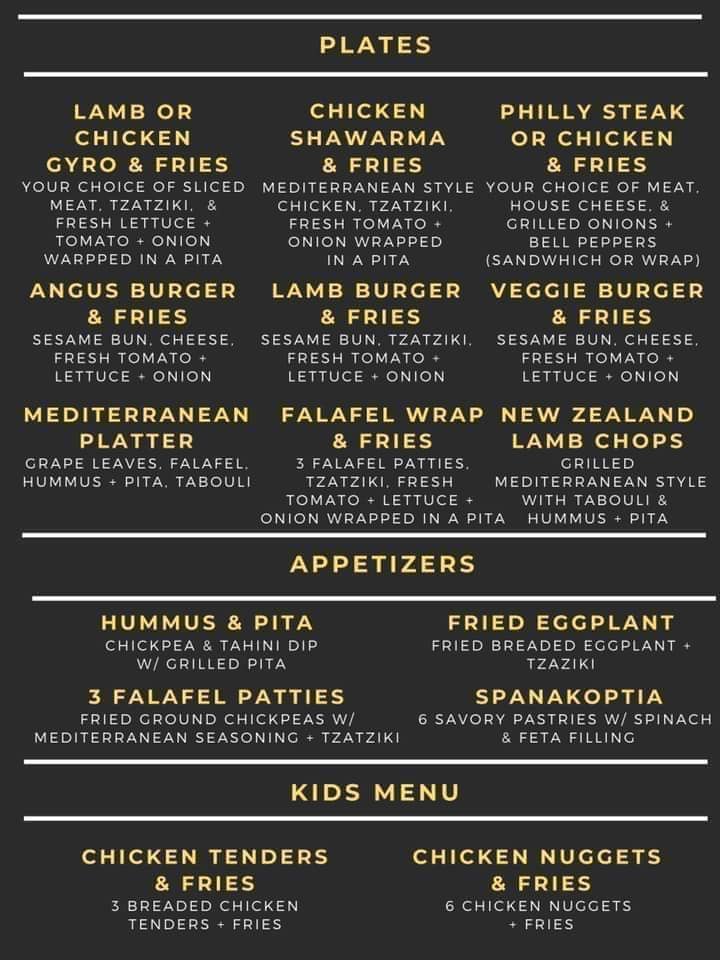 PLATES
LAMB OR
CHICKEN
GYRO & FRIES
YOUR CHOICE OF SLICED
MEAT, TZATZIKI, &
FRESH LETTUCE +
TOMATO + ONION
WARPPED IN A PITA
CHICKEN
SHAWARMA
& FRIES
MEDITERRANEAN STYLE
CHICKEN, TZATZIKI,
FRESH TOMATO +
ONION WRAPPED
IN A PITA
PHILLY STEAK
OR CHICKEN
& FRIES
YOUR CHOICE OF MEAT,
HOUSE CHEESE, &
GRILLED ONIONS +
BELL PEPPERS
(SANDWHICH OR WRAP)
ANGUS BURGER
& FRIES
SESAME BUN, CHEESE,
FRESH TOMATO +
LETTUCE + ONION
LAMB BURGER
& FRIES
SESAME BUN, TZATZIKI,
FRESH TOMATO +
LETTUCE + ONION
VEGGIE BURGER
& FRIES
SESAME BUN, CHEESE,
FRESH TOMATO +
LETTUCE + ONION
MEDITERRANEAN
PLATTER
GRAPE LEAVES, FALAFEL,
HUMMUS + PITA, TABOULI
FALAFEL WRAP
& FRIES
3 FALAFEL PATTIES,
TZATZIKI, FRESH
TOMATO + LETTUCE +
ONION WRAPPED IN A PITA
NEW ZEALAND
LAMB CHOPS
GRILLED
MEDITERRANEAN STYLE
WITH TABOULI &
HUMMUS + PITA
APPETIZERS
HUMMUS & PITA
CHICKPEA & TAHINI DIP
W/ GRILLED PITA
FRIED EGGPLANT
FRIED BREADED EGGPLANT +
TZAZIKI
3 FALAFEL PATTIES
FRIED GROUND CHICKPEAS W/
MEDITERRANEAN SEASONING + TZATZIKI
SPANAKOPTIA
6 SAVORY PASTRIES W/ SPINACH
& FETA FILLING
KIDS MENU
CHICKEN TENDERS
& FRIES
3 BREADED CHICKEN
TENDERS + FRIES
CHICKEN NUGGETS
& FRIES
6 CHICKEN NUGGETS
+ FRIES